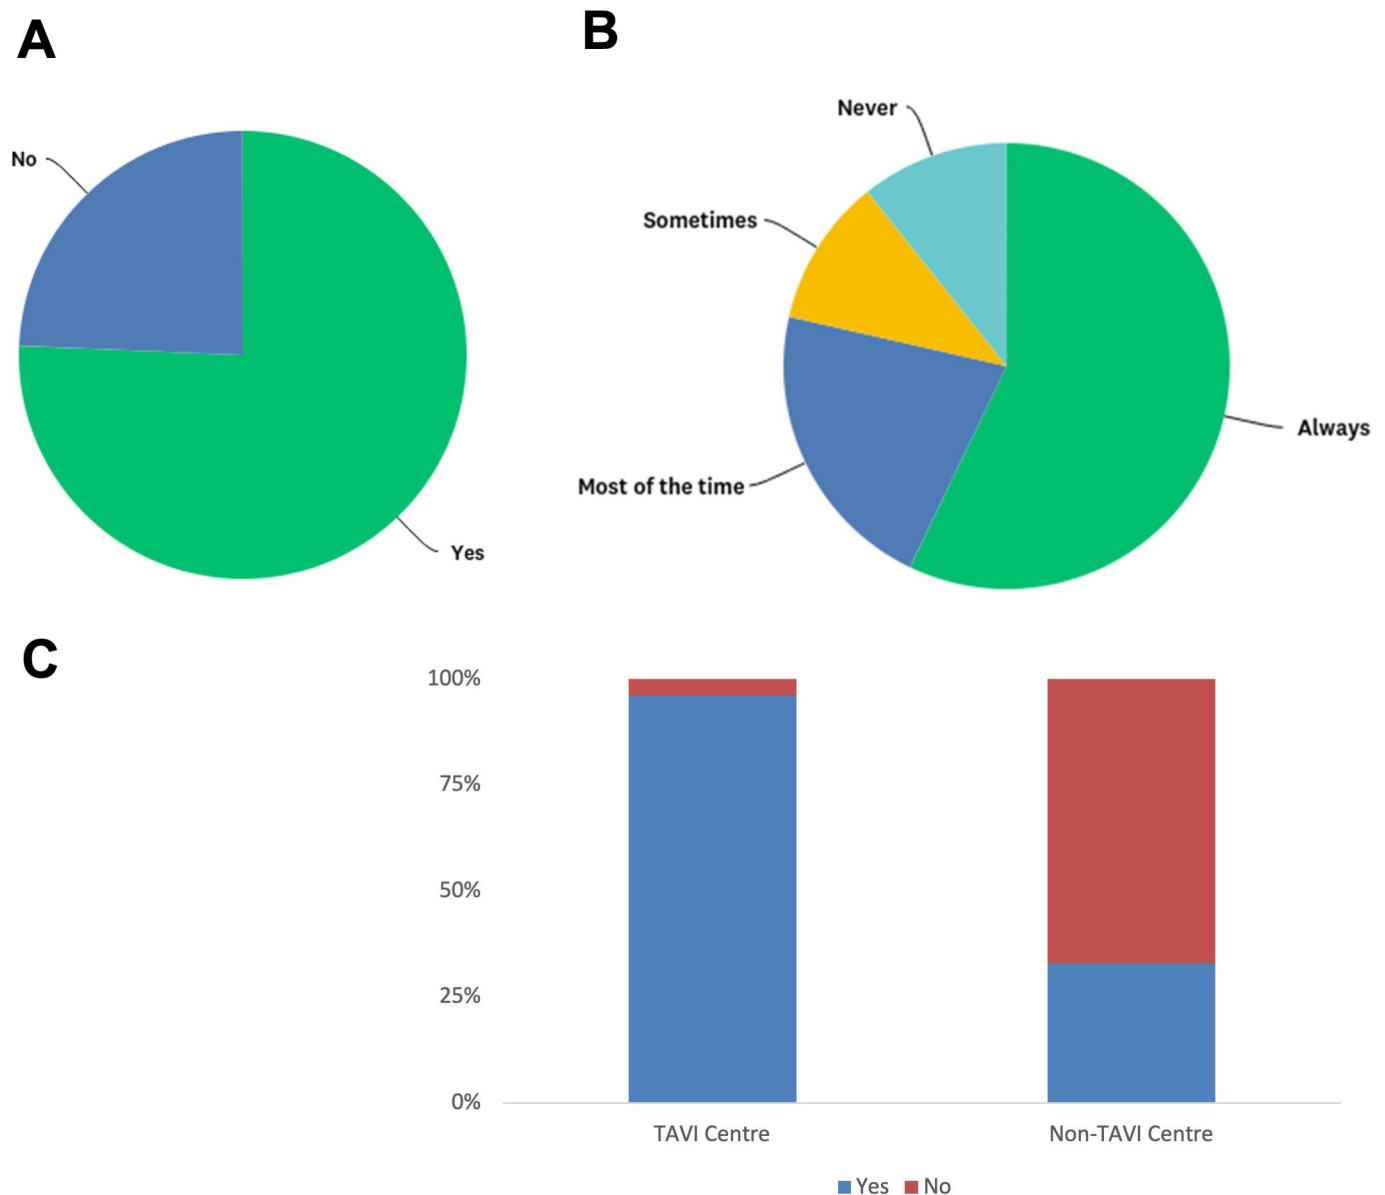 A
B
No
Yes
Never
Sometimes
Most of the time
Always
C
100%
75%
50%
25%
0%
TAVI Centre
Non-TAVI Centre
Yes
No